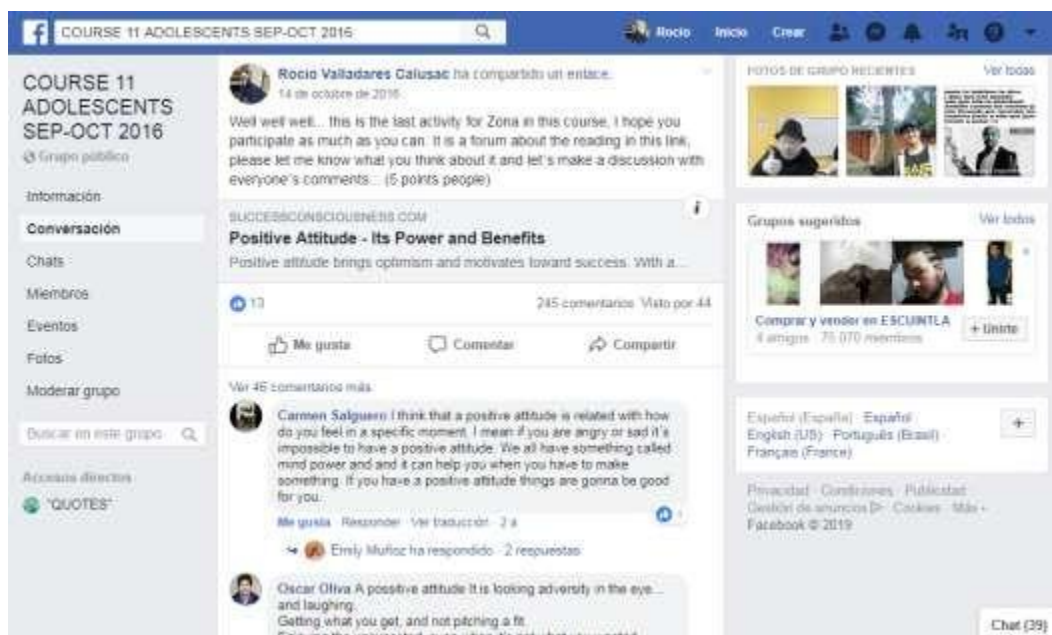 COURSE 11 ADOLESCENTS SEP-OCT 2016
Rocio Inicio Crear
COURSE 11
ADOLESCENTS
SEP-OCT 2016
Grupo público
Información
Conversación
Chats
Miembros
Eventos
Fotos
Moderar grupo
Buscar en este grupo
Accesos directos
"QUOTES"
Rocio Valladares Calusac ha compartido un enlace.
14 de octubre de 2016
Well well well... this is the last activity for Zona in this course, I hope you
participate as much as you can. It is a forum about the reading in this link,
please let me know what you think about it and let´s make a discussion with
everyone´s comments... (5 points people)
SUCCESSCONSCIOUSNESS.COM
Positive Attitude - Its Power and Benefits
Positive attitude brings optimism and motivates toward success. With a...
13
245 comentarios Visto por 44
Me gusta Comentar Compartir
Ver 46 comentarios más
Carmen Salguero I think that a positive attitude is related with how
do you feel in a specific moment. I mean if you are angry or sad it´s
impossible to have a positive attitude. We all have something called
mind power and and it can help you when you have to make
something. If you have a positive attitude things are gonna be good
for you.
Me gusta Responder Ver traducción 2 a
Emily Muñoz ha respondido · 2 respuestas
Oscar Oliva A possitive attitude It is looking adversity in the eye...
and laughing.
Getting what you get, and not pitching a fit.
Enjoying the unexpected, even when it's not what you wanted
FOTOS DE GRUPO RECIENTES Ver todas
Grupos sugeridos Ver todos
Comprar y vender en ESCUINTLA
4 amigos · 75 070 miembros
+ Unirte
Español (España) · Español ·
English (US) · Português (Brasil) ·
Français (France)
Privacidad · Condiciones · Publicidad ·
Gestión de anuncios · Cookies · Más
Facebook © 2019
Chat (39)